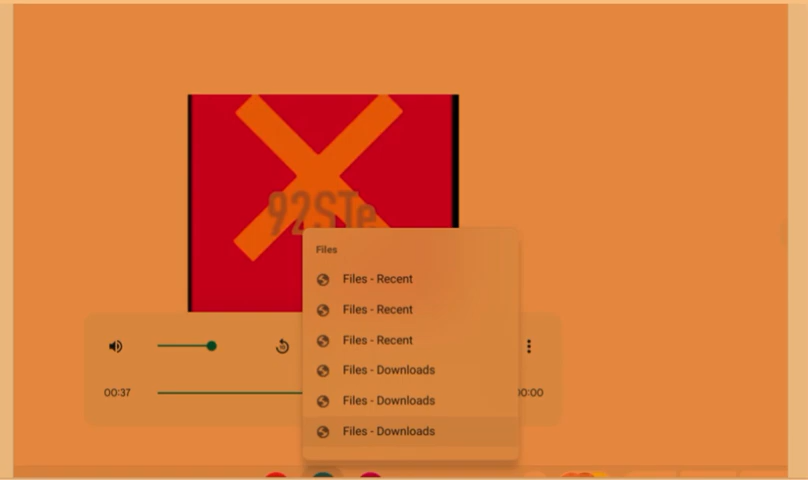 92STe
Files
Files - Recent
Files - Recent
Files - Recent
Files - Downloads
00:37
00:00
Files - Downloads
Files - Downloads